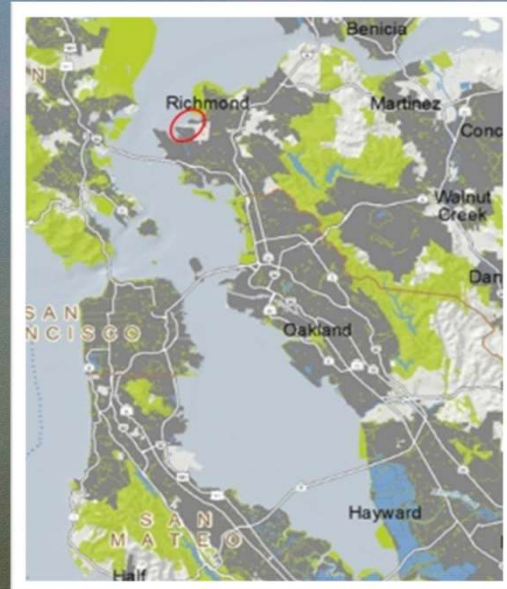 Benicia
N
Richmond
Martinez
Conc
Walnut
Creek
Dan
SAN
NCISCO
Oakland
Hayward
SAN
MATEO
Half